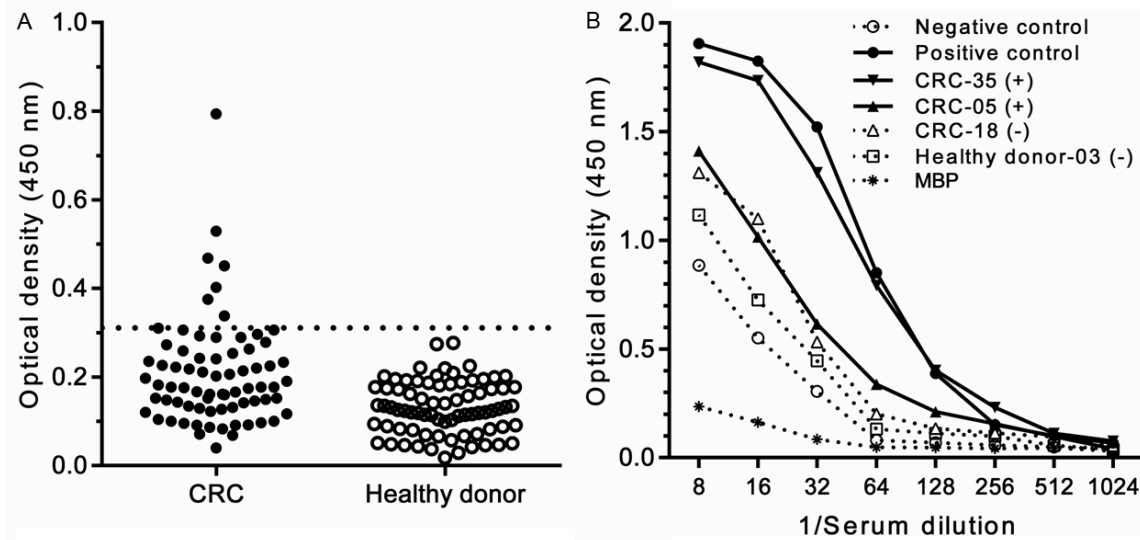 A
Optical density (450 nm)
1.0
0.8
0.6
0.4
0.2
0.0
CRC
Healthy donor
B
Optical density (450 nm)
2.0
1.5
1.0
0.5
0.0
Negative control
Positive control
CRC-35 (+)
CRC-05 (+)
CRC-18 (-)
Healthy donor-03 (-)
MBP
8 16 32 64 128 256 512 1024
1/Serum dilution